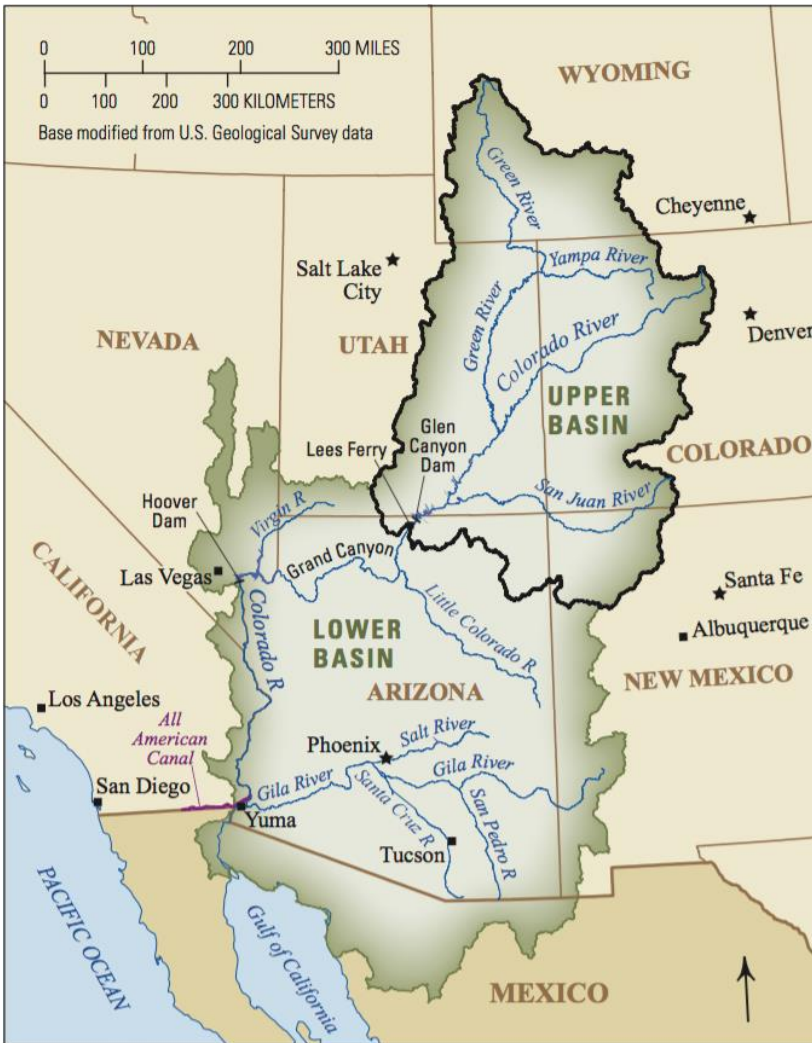 0 100 200 300 MILES
0 100 200 300 KILOMETERS
Base modified from U.S. Geological Survey data
WYOMING
Green River
Cheyenne
Salt Lake
City
Yampa River
NEVADA
UTAH
Green River
Colorado River
Denver
UPPER
BASIN
Glen
Canyon
Dam
Lees Ferry
COLORADO
San Juan River
Hoover
Dam
Virgin R
Grand Canyon
Las Vegas
CALIFORNIA
Colorado R
Little Colorado R
Santa Fe
Albuquerque
LOWER
BASIN
ARIZONA
NEW MEXICO
Los Angeles
All
American
Canal
Phoenix
Salt River
San Diego
Gila River
Gila River
Yuma
Santa Cruz R
San Pedro R
Tucson
PACIFIC OCEAN
Gulf of California
MEXICO